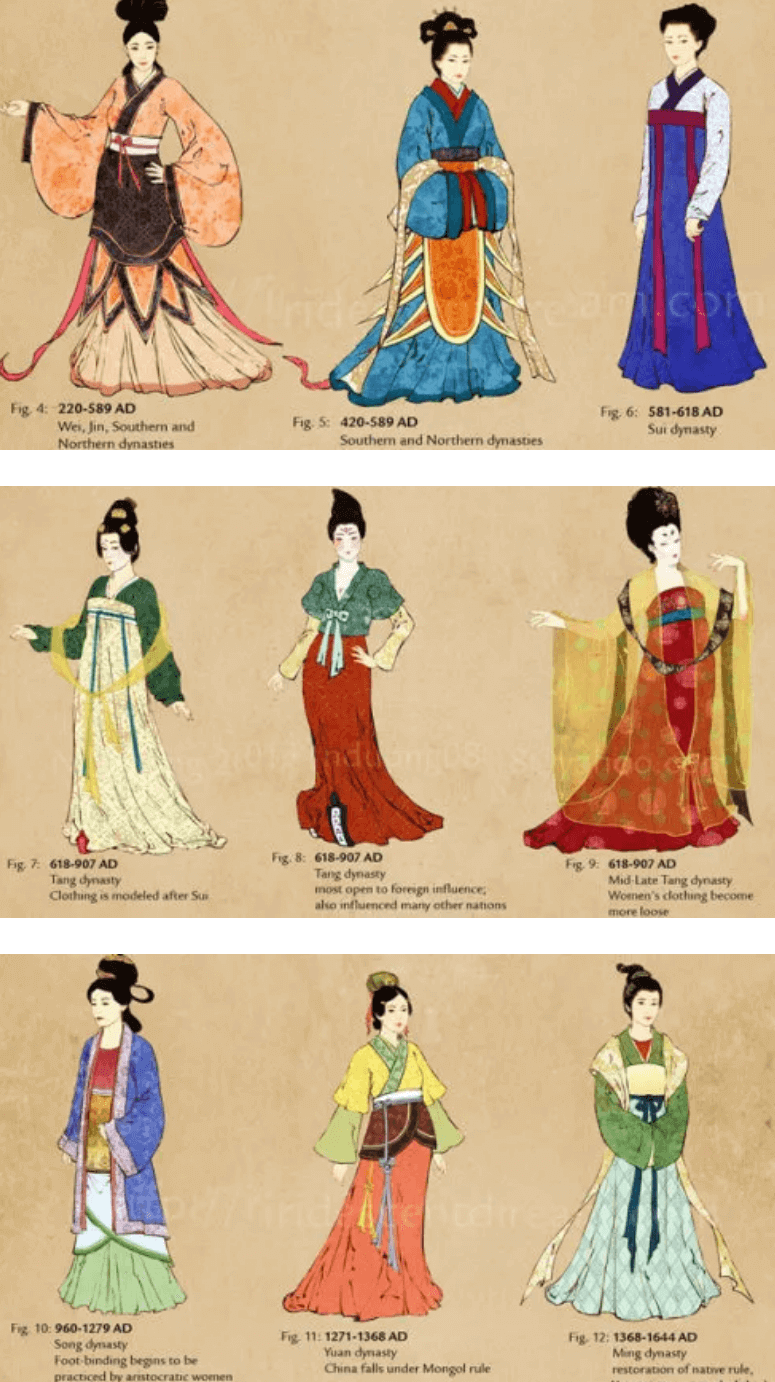 Fig. 4: 220-589 AD
Wei, Jin, Southern and
Northern dynasties
Fig. 5: 420-589 AD
Southern and Northern dynasties
Fig. 6: 581-618 AD
Sui dynasty
Fig. 7: 618-907 AD
Tang dynasty
Clothing is modeled after Sui
Fig. 8: 618-907 AD
Tang dynasty
most open to foreign influence;
also influenced many other nations
Fig. 9: 618-907 AD
Mid-Late Tang dynasty
Women's clothing become
more loose
Fig. 10: 960-1279 AD
Song dynasty
Foot-binding begins to be
practiced by aristocratic women
Fig. 11: 1271-1368 AD
Yuan dynasty
China falls under Mongol rule
Fig. 12: 1368-1644 AD
Ming dynasty
restoration of native rule,